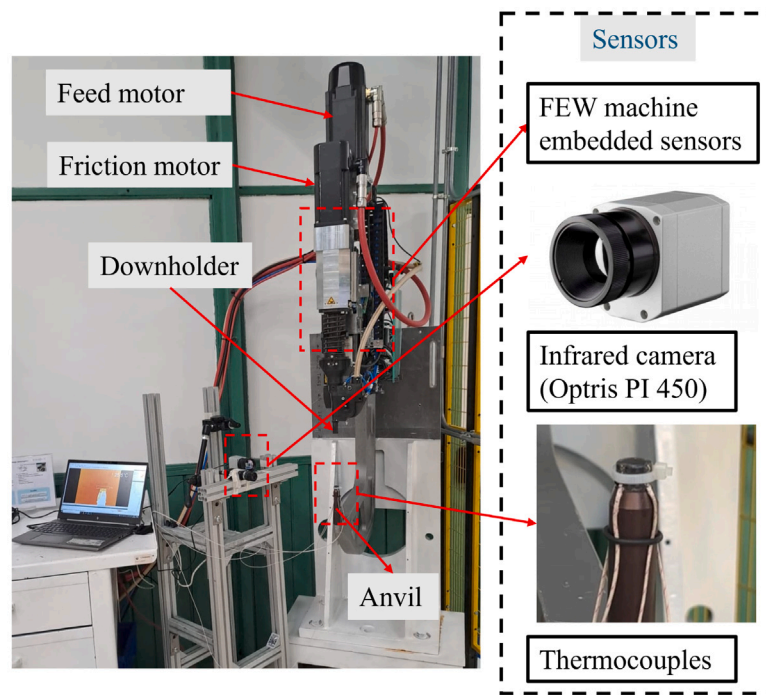 Sensors
Feed motor
Friction motor
Downholder
Anvil
FEW machine
embedded sensors
Infrared camera
(Optris PI 450)
Thermocouples